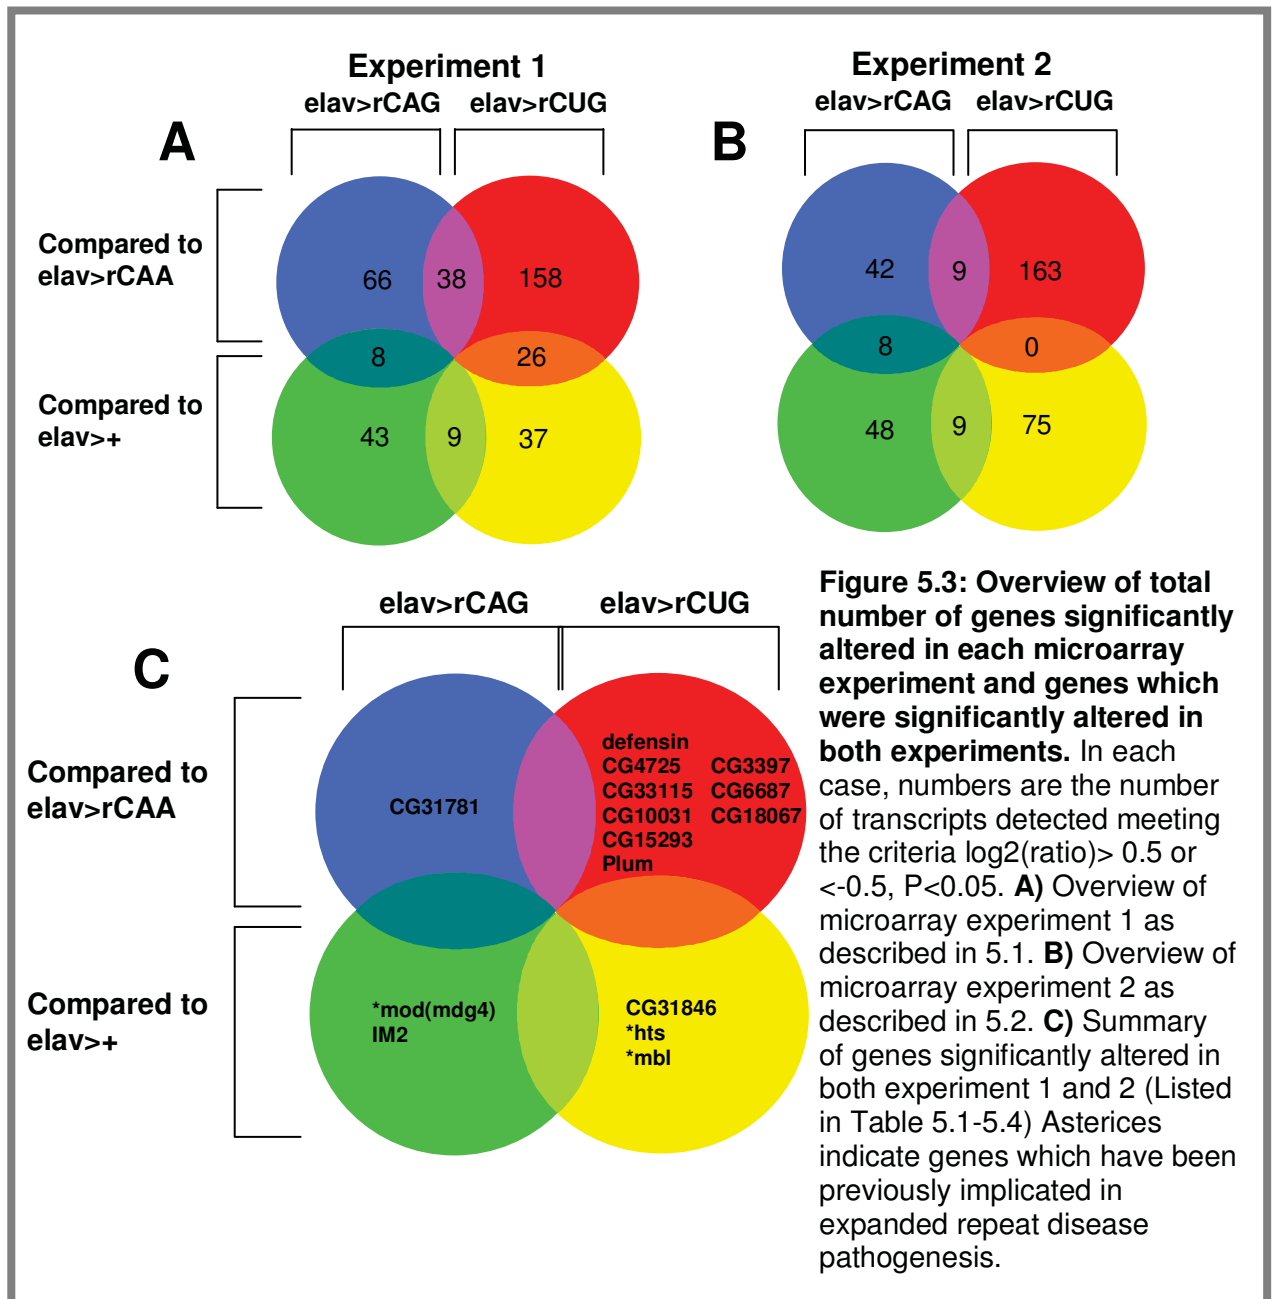 Experiment 1
elav>rCAG elav>rCUG
A
Compared to
elav>rCAA
66 38 158
8 26
Compared to
elav>+
43 9 37
Experiment 2
elav>rCAG elav>rCUG
B
42 9 163
8 0
48 9 75
elav>rCAG elav>rCUG
C
Compared to
elav>rCAA
CG31781
defensin
CG4725 CG3397
CG33115 CG6687
CG10031 CG18067
CG15293
Plum
Compared to
elav>+
*mod(mdg4)
IM2
CG31846
*hts
*mbl
Figure 5.3: Overview of total
number of genes significantly
altered in each microarray
experiment and genes which
were significantly altered in
both experiments. In each
case, numbers are the number
of transcripts detected meeting
the criteria log2(ratio)> 0.5 or
<-0.5, P<0.05. A) Overview of
microarray experiment 1 as
described in 5.1. B) Overview of
microarray experiment 2 as
described in 5.2. C) Summary
of genes significantly altered in
both experiment 1 and 2 (Listed
in Table 5.1-5.4) Asterices
indicate genes which have been
previously implicated in
expanded repeat disease
pathogenesis.